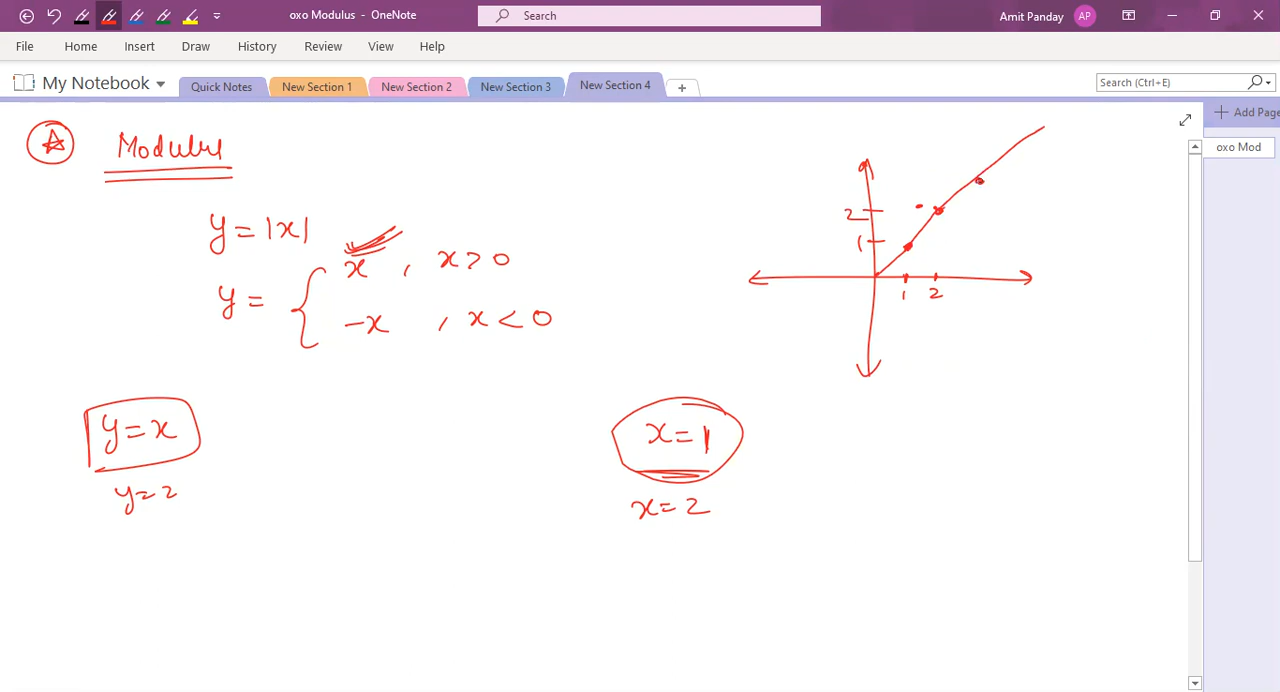 oxo Modulus - OneNote
Search
Amit Panday AP
File Home Insert Draw History Review View Help
My Notebook Quick Notes New Section 1 New Section 2 New Section 3 New Section 4 + Search (Ctrl+E)
+ Add Page
oxo Mod
A Modulus
y = |x|
y = { x , x > 0
-x , x < 0
2
1
1 2
y = x
y = 2
x = 1
x = 2